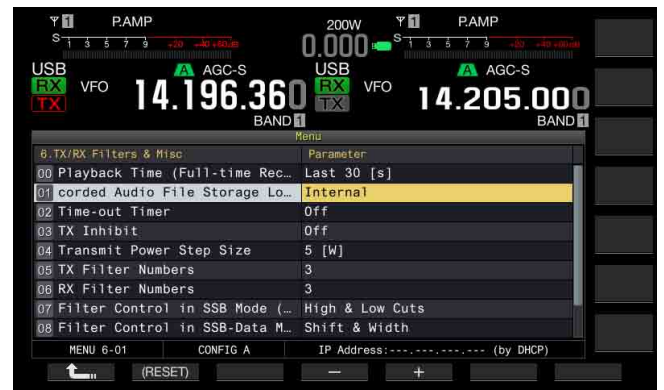 1 P.AMP
200W
1 P.AMP
S 1 3 5 7 9 +20 +40 +60dB
0.000
S 1 3 5 7 9 +20 +40 +60dB
USB A AGC-S
USB A AGC-S
RX VFO 14.196.360
RX VFO 14.205.000
TX
TX
BAND 1
BAND 1
Menu
6.TX/RX Filters & Misc Parameter
00 Playback Time (Full-time Rec... Last 30 [s]
01 corded Audio File Storage Lo... Internal
02 Time-out Timer Off
03 TX Inhibit Off
04 Transmit Power Step Size 5 [W]
05 TX Filter Numbers 3
06 RX Filter Numbers 3
07 Filter Control in SSB Mode (... High & Low Cuts
08 Filter Control in SSB-Data M... Shift & Width
MENU 6-01 CONFIG A IP Address:---.---.---.--- (by DHCP)
(RESET) − +